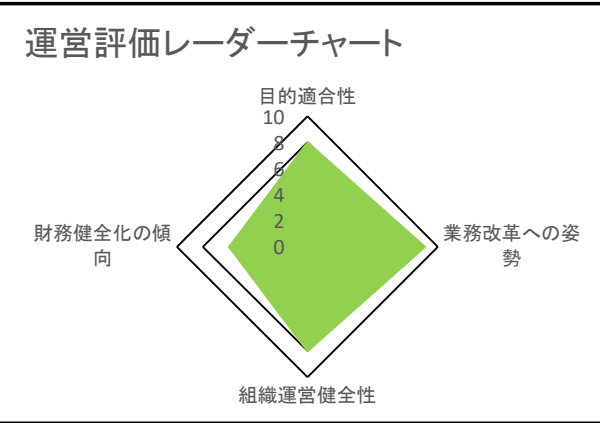 運営評価レーダーチャート
目的適合性
10
8
6
4
2
0
財務健全化の傾
向
業務改革への姿
勢
組織運営健全性